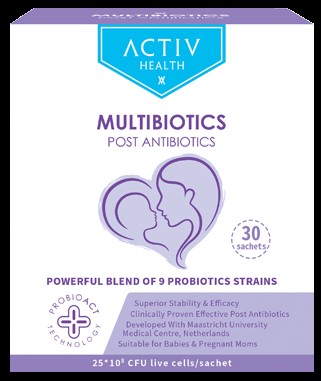 MULTIBIOTICS
ACTIV
HEALTH
MULTIBIOTICS
POST ANTIBIOTICS
30
sachets
POWERFUL BLEND OF 9 PROBIOTICS STRAINS
PROBIOACT
TECHNOLOGY
Superior Stability & Efficacy
Clinically Proven Effective Post Antibiotics
Developed With Maastricht University
Medical Centre, Netherlands
Suitable for Babies & Pregnant Moms
25*10⁸ CFU live cells/sachet